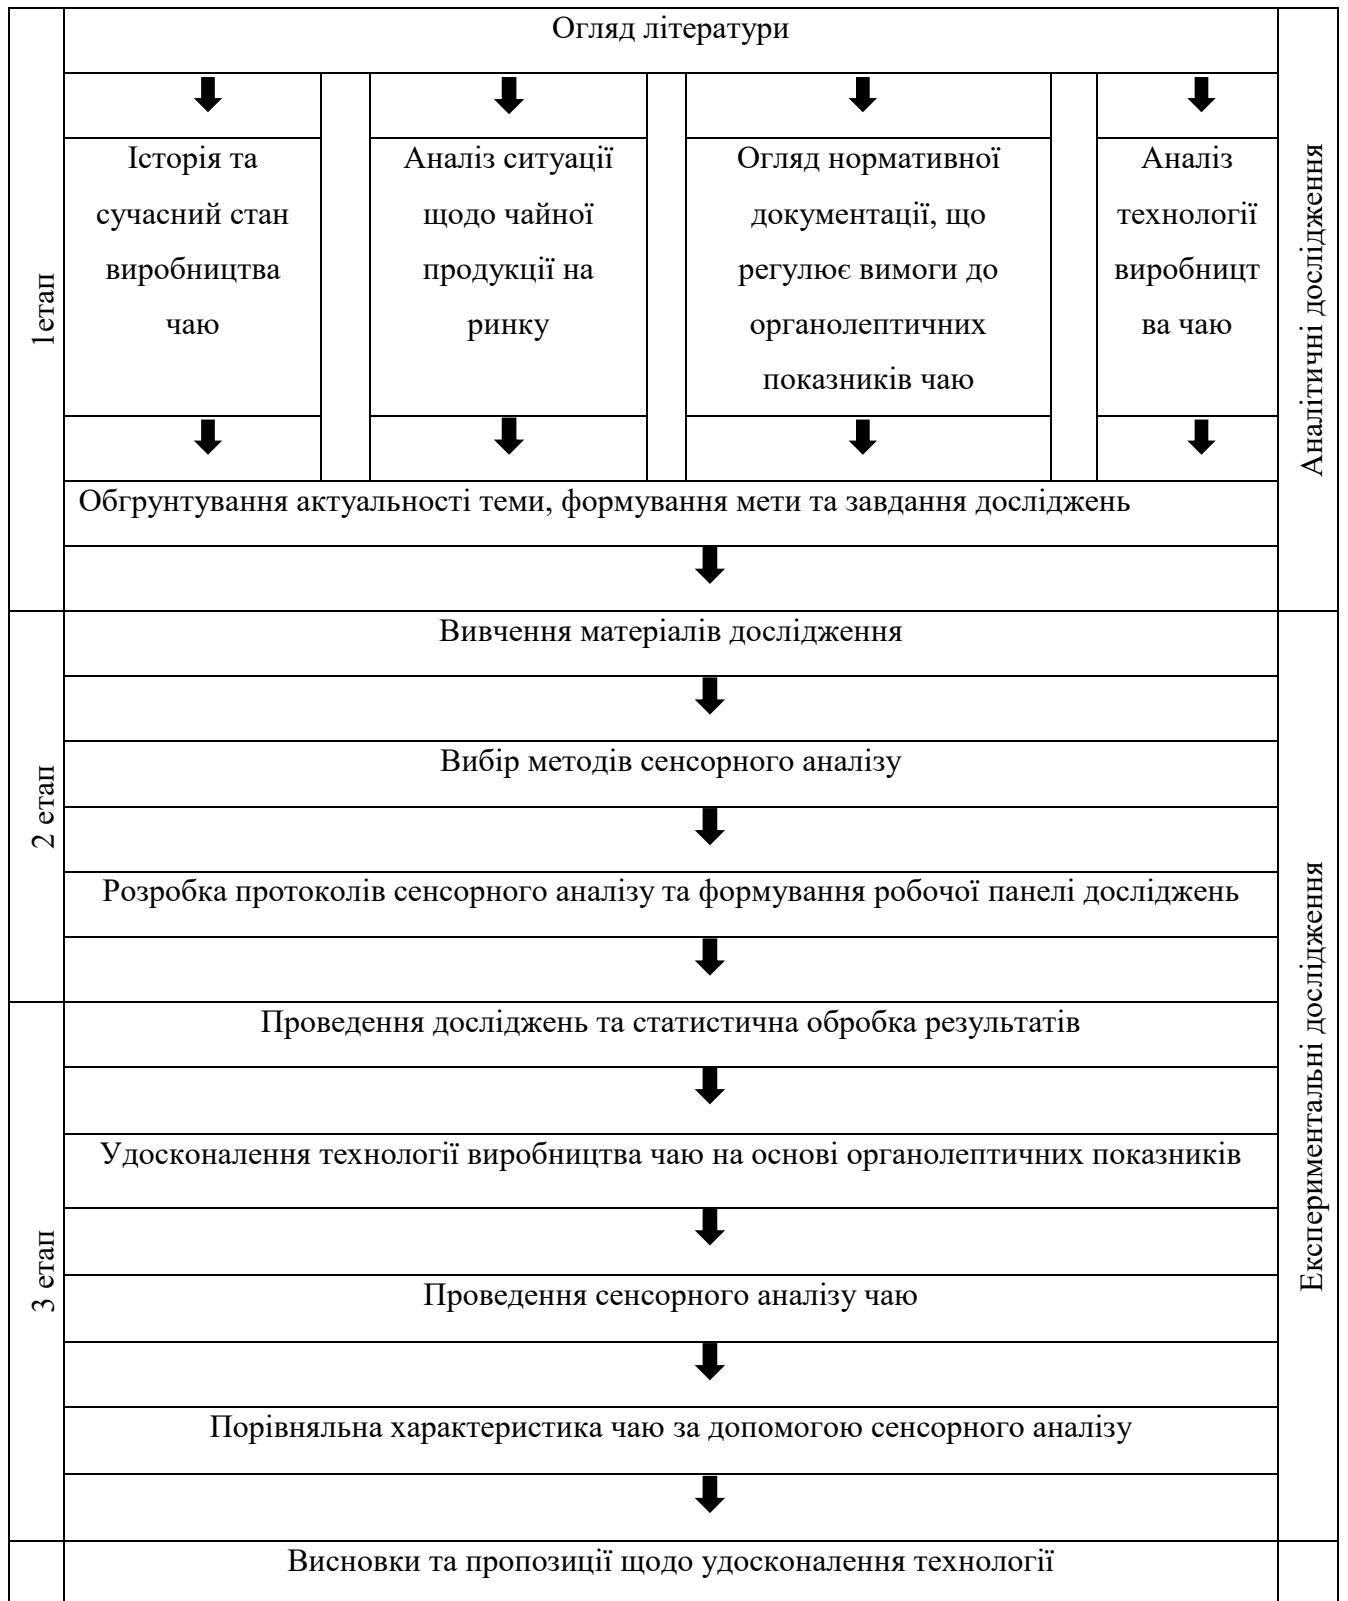 Огляд літератури
1етап
Історія та
сучасний стан
виробництва
чаю
Аналіз ситуації
щодо чайної
продукції на
ринку
Огляд нормативної
документації, що
регулює вимоги до
органолептичних
показників чаю
Аналіз
технології
виробницт
ва чаю
Аналітичні дослідження
Обгрунтування актуальності теми, формування мети та завдання досліджень
2 етап
Вивчення матеріалів дослідження
Вибір методів сенсорного аналізу
Розробка протоколів сенсорного аналізу та формування робочої панелі досліджень
Експериментальні дослідження
3 етап
Проведення досліджень та статистична обробка результатів
Удосконалення технології виробництва чаю на основі органолептичних показників
Проведення сенсорного аналізу чаю
Порівняльна характеристика чаю за допомогою сенсорного аналізу
Висновки та пропозиції щодо удосконалення технології